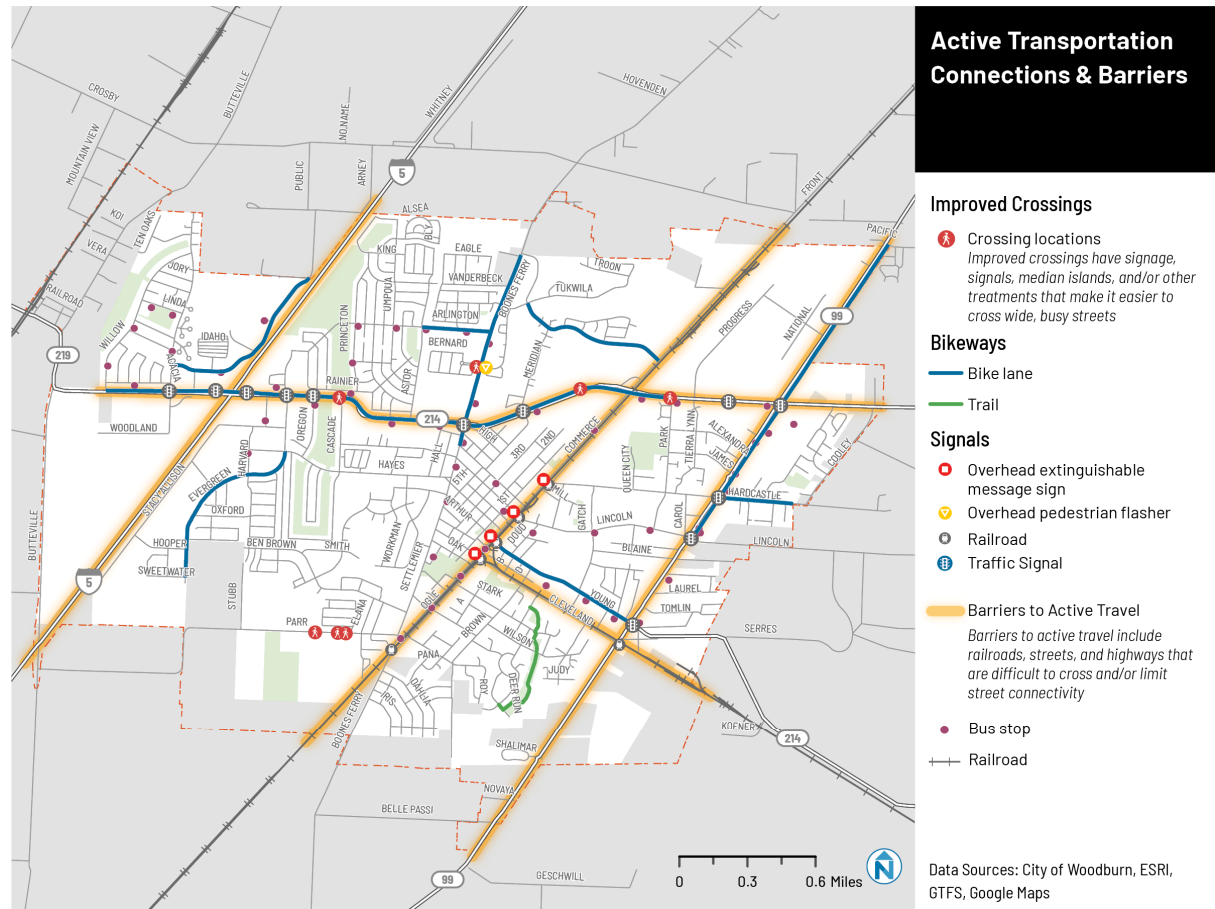 Active Transportation
Connections & Barriers
Improved Crossings
Crossing locations
Improved crossings have signage,
signals, median islands, and/or other
treatments that make it easier to
cross wide, busy streets
Bikeways
Bike lane
Trail
Signals
Overhead extinguishable
message sign
Overhead pedestrian flasher
Railroad
Traffic Signal
Barriers to Active Travel
Barriers to active travel include
railroads, streets, and highways that
are difficult to cross and/or limit
street connectivity
Bus stop
Railroad
Data Sources: City of Woodburn, ESRI,
GTFS, Google Maps
CROSBY
BUTTEVILLE
MOUNTAIN VIEW
NO NAME
WHITNEY
HOVENDEN
PUBLIC
ARNEY
5
FRONT
KOI
TEN OAKS
VERA
ALSEA
BLY
KING
EAGLE
PACIFIC
JORY
VANDERBECK
TROON
TUKWILA
RAILROAD
LINDA
UMPQUA
BOONES FERRY
ARLINGTON
PROGRESS
NATIONAL
99
WILLOW
IDAHO
PRINCETON
BERNARD
MERIDIAN
219
ACACIA
RAINIER
ASTOR
WOODLAND
OREGON
CASCADE
214
HIGH
3RD
2ND
COMMERCE
PARK
TIERRA LYNN
ALEXANDRA
JAMES
COOLEY
HARVARD
HALL
HAYES
5TH
QUEEN CITY
STACY ALLISON
EVERGREEN
MILL
HARDCASTLE
OXFORD
ARTHUR
GATCH
LINCOLN
CAROL
DOUD
BUTTEVILLE
HOOPER
BEN BROWN
SMITH
WORKMAN
OAK
BLAINE
LINCOLN
SWEETWATER
SETTLEMIER
B
D
5
STUBB
STARK
CLEVELAND
YOUNG
LAUREL
OGLE
A
TOMLIN
PARR
ELANA
BROWN
WILSON
SERRES
PANA
JUDY
ROY
DEER RUN
IRIS
DAHLIA
BOONES FERRY
KOFNER
214
SHALIMAR
NOVAYA
BELLE PASSI
99
GESCHWILL
0
0.3
0.6 Miles
N